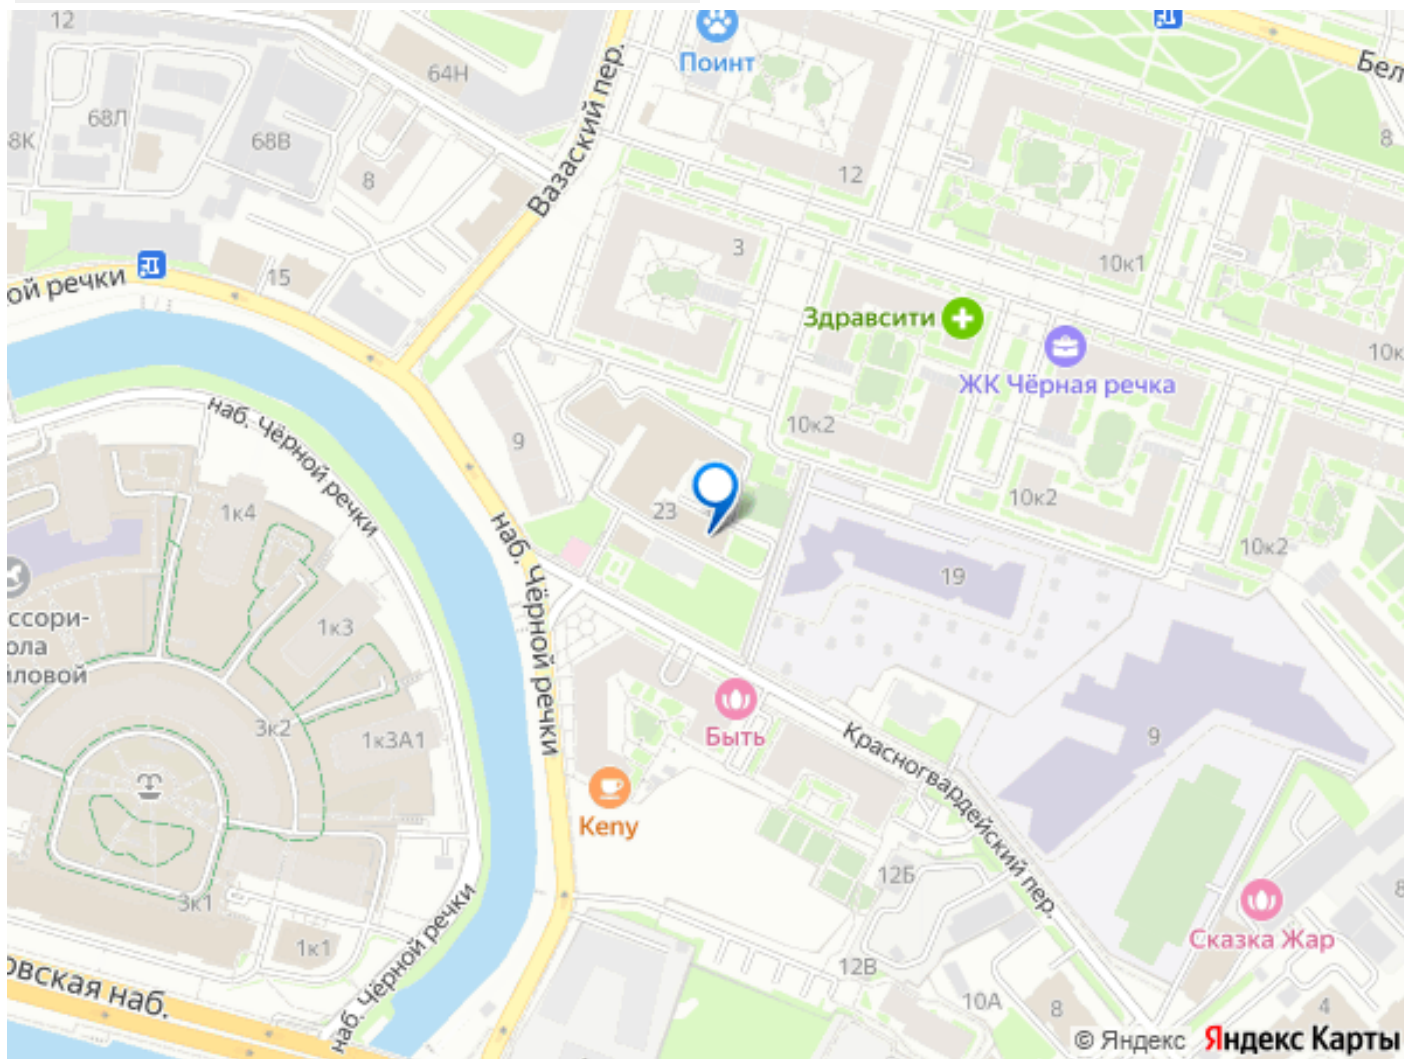 12
64Н
Вазаский пер.
Поинт
Бел
68Л
8К
68В
8
8
12
3
10к1
ой речки
15
Здравсити
ЖК Чёрная речка
10к
10к2
наб. Чёрной речки
9
10к2
1к4
23
наб. Чёрной речки
10к2
19
ссори-
ола
иловой
1к3
3к2
1к3А1
Быть
Красногвардейский пер.
9
Keпy
12Б
3к1
наб. Чёрной речки
1к1
Сказка Жар
8
12В
10А
8
4
овская наб.
© Яндекс Яндекс Карты